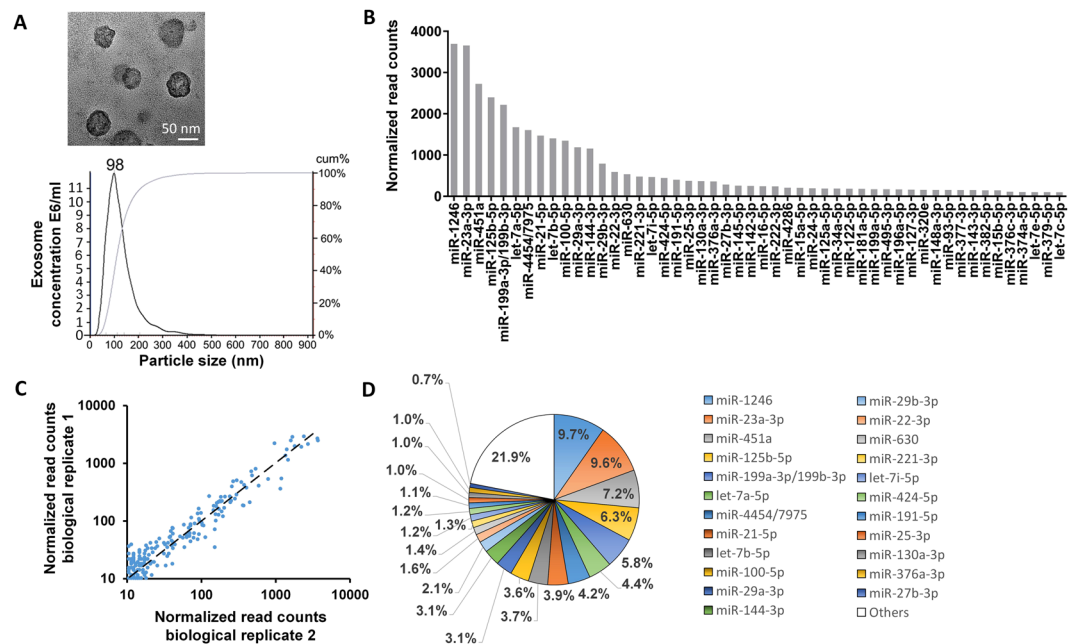 A
50 nm
98
cum%
Exosome
concentration E6/ml
11
10
9
8
7
6
5
4
3
2
1
0
100%
80%
60%
40%
20%
0%
0 100 200 300 400 500 600 700 800 900
Particle size (nm)
B
Normalized read counts
4000
3000
2000
1000
0
miR-1246
miR-23a-3p
miR-451a
miR-125b-5p
miR-199a-3p/199b-3p
let-7a-5p
miR-4454/7975
miR-21-5p
let-7b-5p
miR-100-5p
miR-29a-3p
miR-144-3p
miR-29b-3p
miR-22-3p
miR-630
miR-221-3p
let-7i-5p
miR-424-5p
miR-191-5p
miR-25-3p
miR-130a-3p
miR-376a-3p
miR-27b-3p
miR-145-5p
miR-142-3p
miR-16-5p
miR-222-3p
miR-4286
miR-15a-5p
miR-24-3p
miR-125a-5p
miR-34a-5p
miR-122-5p
miR-181a-5p
miR-199a-5p
miR-495-3p
miR-196a-5p
miR-127-3p
miR-320e
miR-148a-3p
miR-93-5p
miR-377-3p
miR-143-3p
miR-382-5p
miR-15b-5p
miR-376c-3p
miR-374a-5p
let-7e-5p
miR-379-5p
let-7c-5p
C
Normalized read counts
biological replicate 1
10000
1000
100
10
10 100 1000 10000
Normalized read counts
biological replicate 2
D
9.7%
9.6%
7.2%
6.3%
5.8%
4.4%
4.2%
3.9%
3.7%
3.6%
3.1%
3.1%
2.1%
1.6%
1.4%
1.3%
1.2%
1.2%
1.1%
1.0%
1.0%
1.0%
0.7%
21.9%
miR-1246
miR-23a-3p
miR-451a
miR-125b-5p
miR-199a-3p/199b-3p
let-7a-5p
miR-4454/7975
miR-21-5p
let-7b-5p
miR-100-5p
miR-29a-3p
miR-144-3p
miR-29b-3p
miR-22-3p
miR-630
miR-221-3p
let-7i-5p
miR-424-5p
miR-191-5p
miR-25-3p
miR-130a-3p
miR-376a-3p
miR-27b-3p
Others